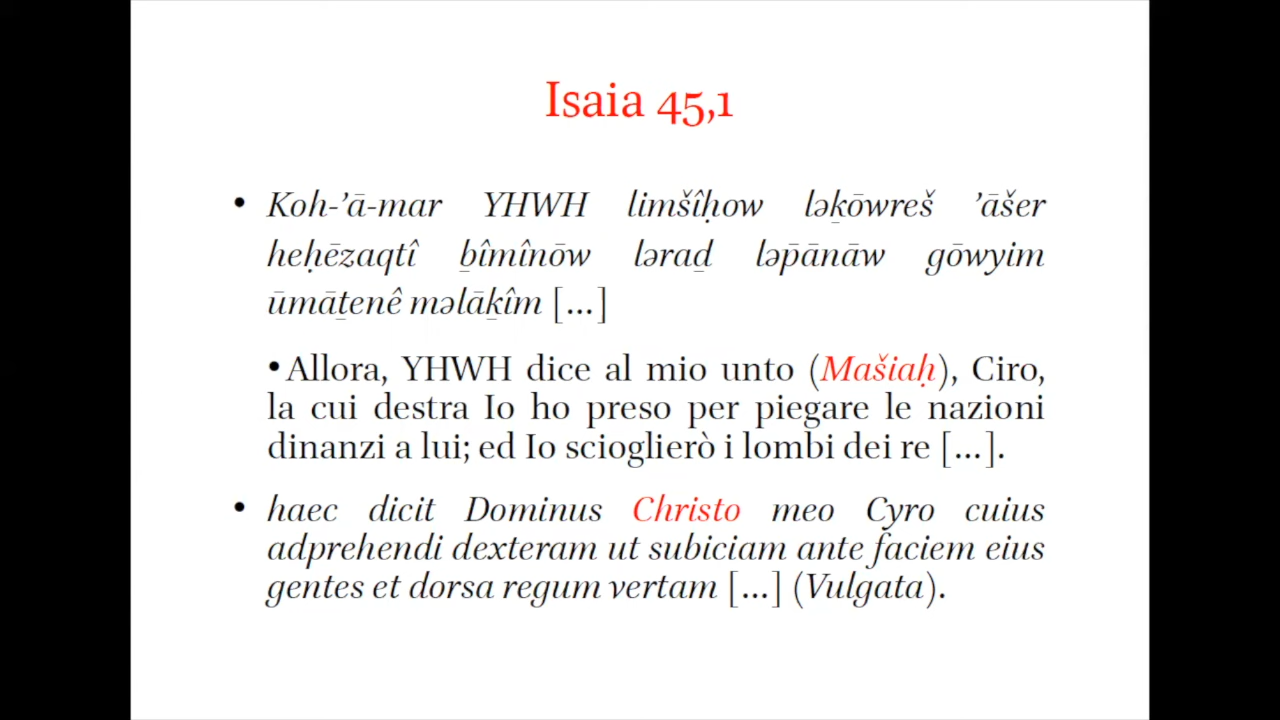 Isaia 45,1
• Koh-’ā-mar YHWH limšîḥow ləḵōwreš ’āšer
heḥēzaqtî ḇîmînōw ləraḏ ləp̄ānāw gōwyim
ūmāṯenê məlāḵîm [...]
•Allora, YHWH dice al mio unto (Mašiaḥ), Ciro,
la cui destra Io ho preso per piegare le nazioni
dinanzi a lui; ed Io scioglierò i lombi dei re [...].
• haec dicit Dominus Christo meo Cyro cuius
adprehendi dexteram ut subiciam ante faciem eius
gentes et dorsa regum vertam [...] (Vulgata).